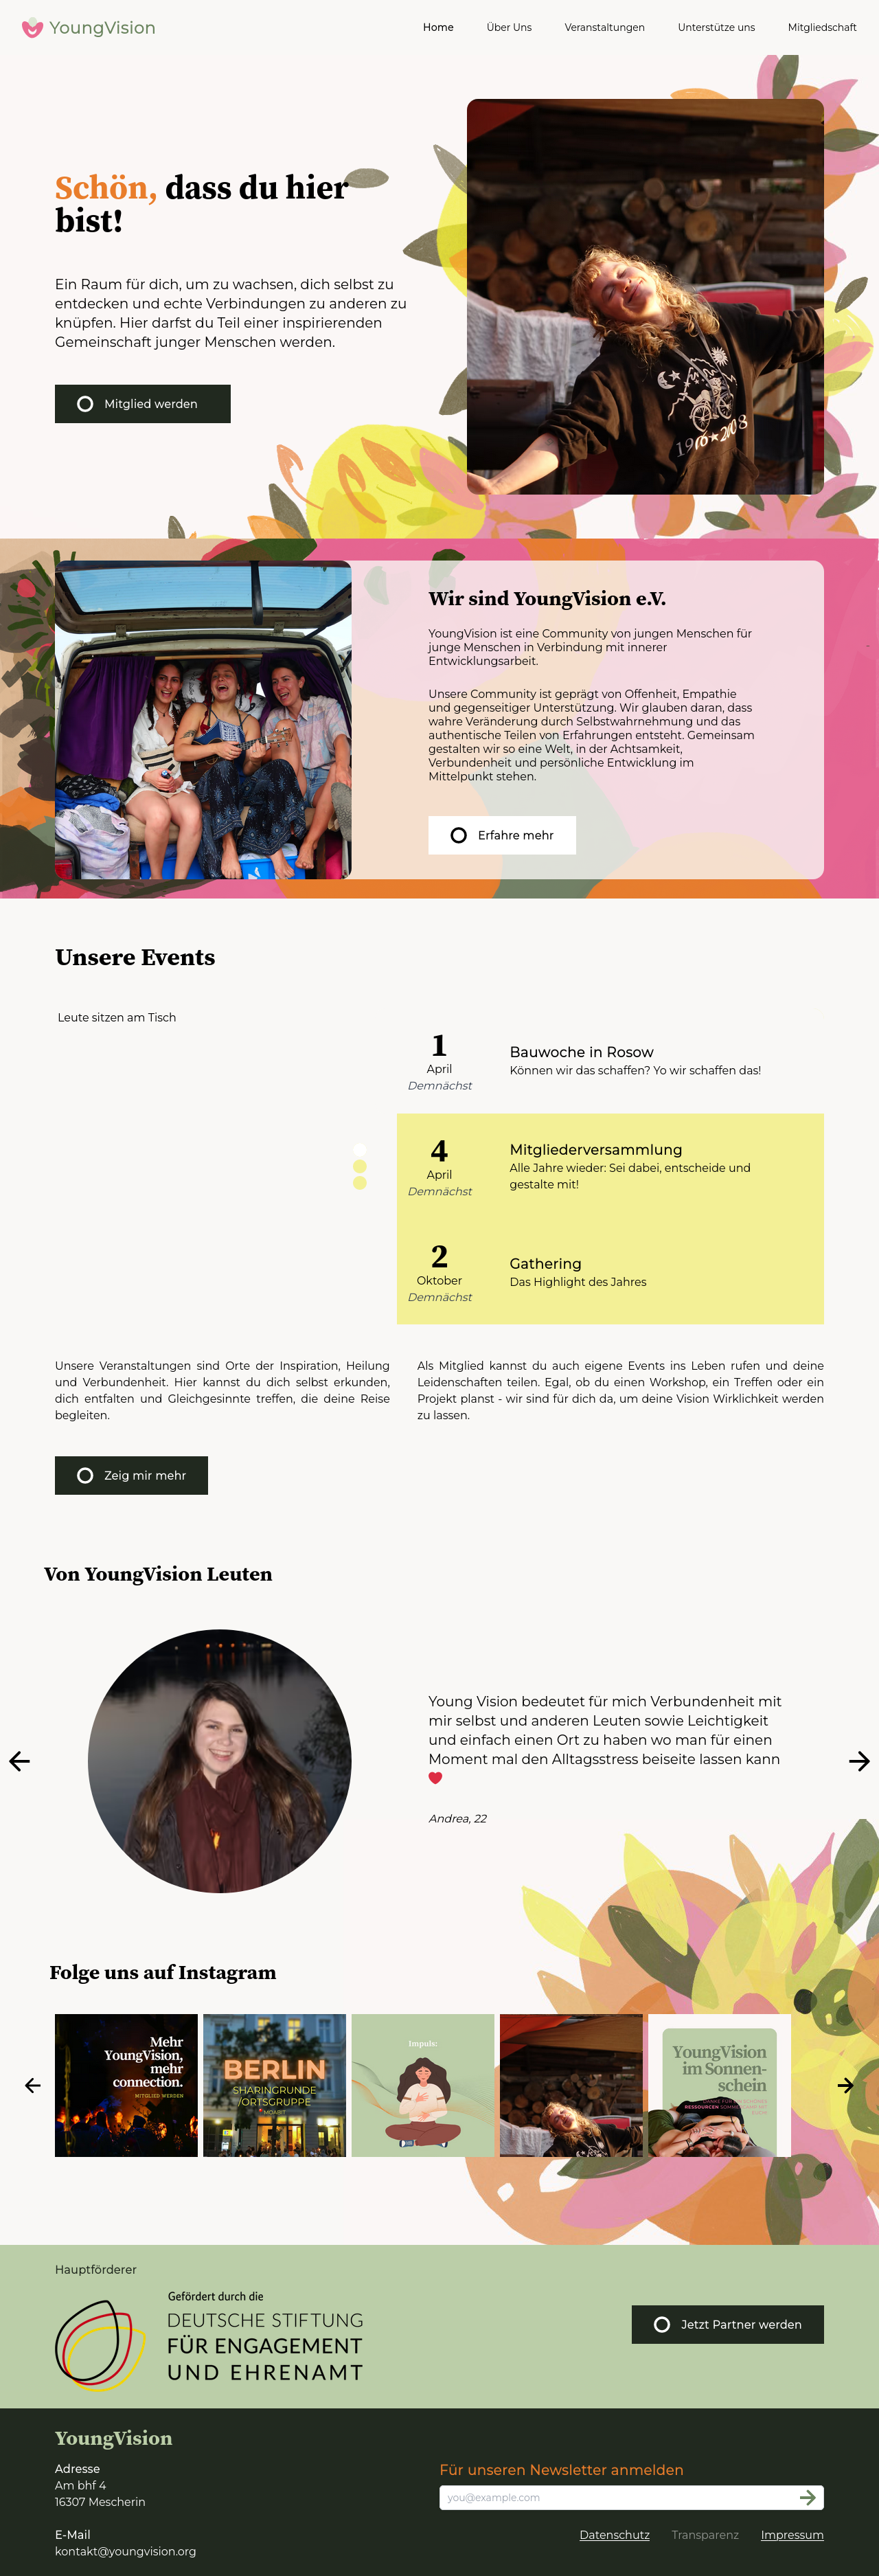 YoungVision
Home Über Uns Veranstaltungen Unterstütze uns Mitgliedschaft
Schön, dass du hier
bist!
Ein Raum für dich, um zu wachsen, dich selbst zu
entdecken und echte Verbindungen zu anderen zu
knüpfen. Hier darfst du Teil einer inspirierenden
Gemeinschaft junger Menschen werden.
Mitglied werden
Wir sind YoungVision e.V.
YoungVision ist eine Community von jungen Menschen für
junge Menschen in Verbindung mit innerer
Entwicklungsarbeit.
Unsere Community ist geprägt von Offenheit, Empathie
und gegenseitiger Unterstützung. Wir glauben daran, dass
wahre Veränderung durch Selbstwahrnehmung und das
authentische Teilen von Erfahrungen entsteht. Gemeinsam
gestalten wir so eine Welt, in der Achtsamkeit,
Verbundenheit und persönliche Entwicklung im
Mittelpunkt stehen.
Erfahre mehr
Unsere Events
Leute sitzen am Tisch
1
April
Demnächst
Bauwoche in Rosow
Können wir das schaffen? Yo wir schaffen das!
4
April
Demnächst
Mitgliederversammlung
Alle Jahre wieder: Sei dabei, entscheide und
gestalte mit!
2
Oktober
Demnächst
Gathering
Das Highlight des Jahres
Unsere Veranstaltungen sind Orte der Inspiration, Heilung
und Verbundenheit. Hier kannst du dich selbst erkunden,
dich entfalten und Gleichgesinnte treffen, die deine Reise
begleiten.
Als Mitglied kannst du auch eigene Events ins Leben rufen und deine
Leidenschaften teilen. Egal, ob du einen Workshop, ein Treffen oder ein
Projekt planst - wir sind für dich da, um deine Vision Wirklichkeit werden
zu lassen.
Zeig mir mehr
Von YoungVision Leuten
Young Vision bedeutet für mich Verbundenheit mit
mir selbst und anderen Leuten sowie Leichtigkeit
und einfach einen Ort zu haben wo man für einen
Moment mal den Alltagsstress beiseite lassen kann
Andrea, 22
Folge uns auf Instagram
Mehr
YoungVision,
mehr
connection.
MITGLIED WERDEN
BERLIN
SHARINGRUNDE
/ORTSGRUPPE
MOABIT
Impuls:
YoungVision
im Sonnen-
schein
RESSOURCEN
Hauptförderer
Gefördert durch die
DEUTSCHE STIFTUNG
FÜR ENGAGEMENT
UND EHRENAMT
Jetzt Partner werden
YoungVision
Adresse
Am bhf 4
16307 Mescherin
E-Mail
kontakt@youngvision.org
Für unseren Newsletter anmelden
you@example.com
Datenschutz Transparenz Impressum